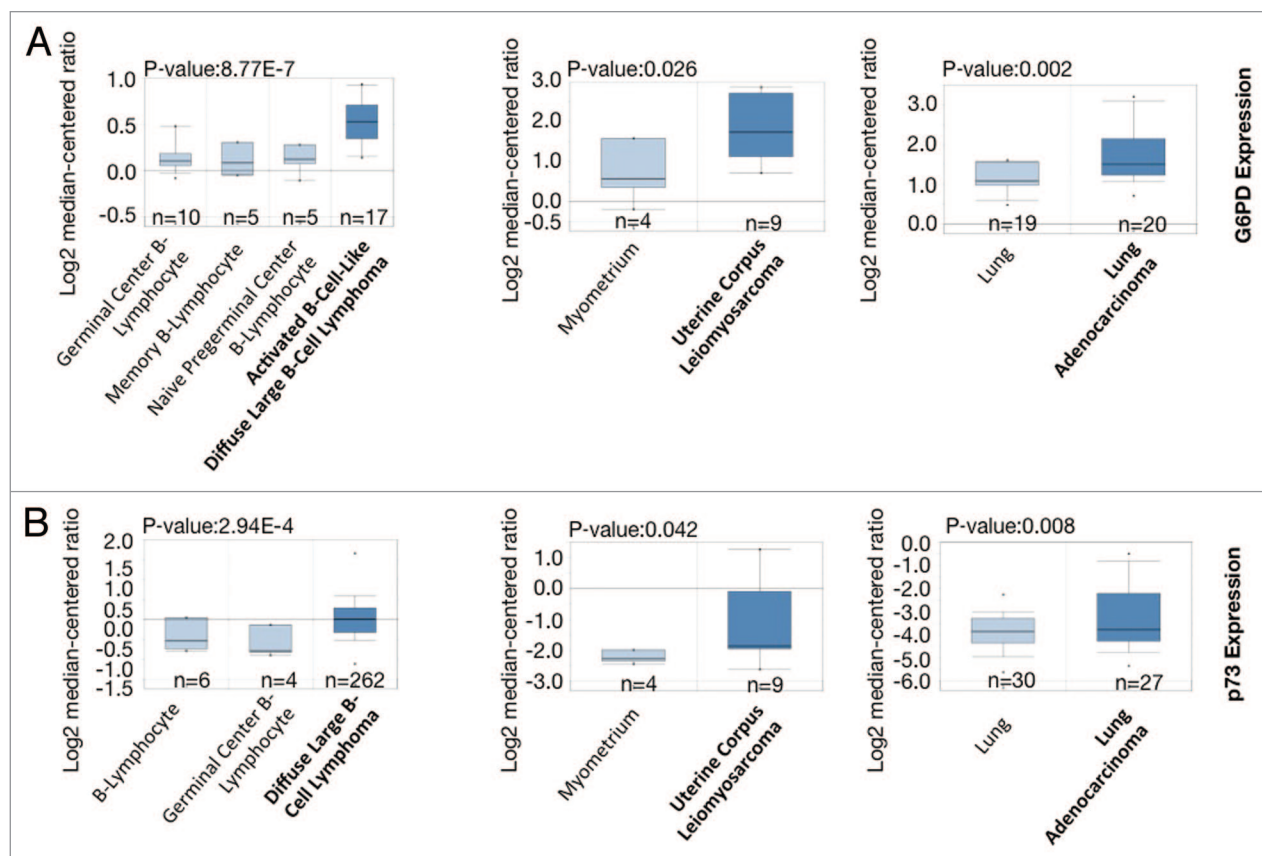 A
P-value:8.77E-7
Log2 median-centered ratio
1.0
0.5
0.0
-0.5
n=10
n=5
n=5
n=17
Germinal Center B-
Lymphocyte
Memory B-Lymphocyte
Naive Pregerminal Center
B-Lymphocyte
Activated B-Cell-Like
Diffuse Large B-Cell Lymphoma
P-value:0.026
Log2 median-centered ratio
3.0
2.0
1.0
0.0
-0.5
n=4
n=9
Myometrium
Uterine Corpus
Leiomyosarcoma
P-value:0.002
Log2 median-centered ratio
3.0
2.0
1.0
0.0
n=19
n=20
Lung
Lung
Adenocarcinoma
G6PD Expression
B
P-value:2.94E-4
Log2 median-centered ratio
2.0
1.5
1.0
0.5
0.0
-0.5
-1.0
-1.5
n=6
n=4
n=262
B-Lymphocyte
Germinal Center B-
Lymphocyte
Diffuse Large B-
Cell Lymphoma
P-value:0.042
Log2 median-centered ratio
1.0
0.0
-1.0
-2.0
-3.0
n=4
n=9
Myometrium
Uterine Corpus
Leiomyosarcoma
P-value:0.008
Log2 median-centered ratio
0.0
-1.0
-2.0
-3.0
-4.0
-5.0
-6.0
n=30
n=27
Lung
Lung
Adenocarcinoma
p73 Expression